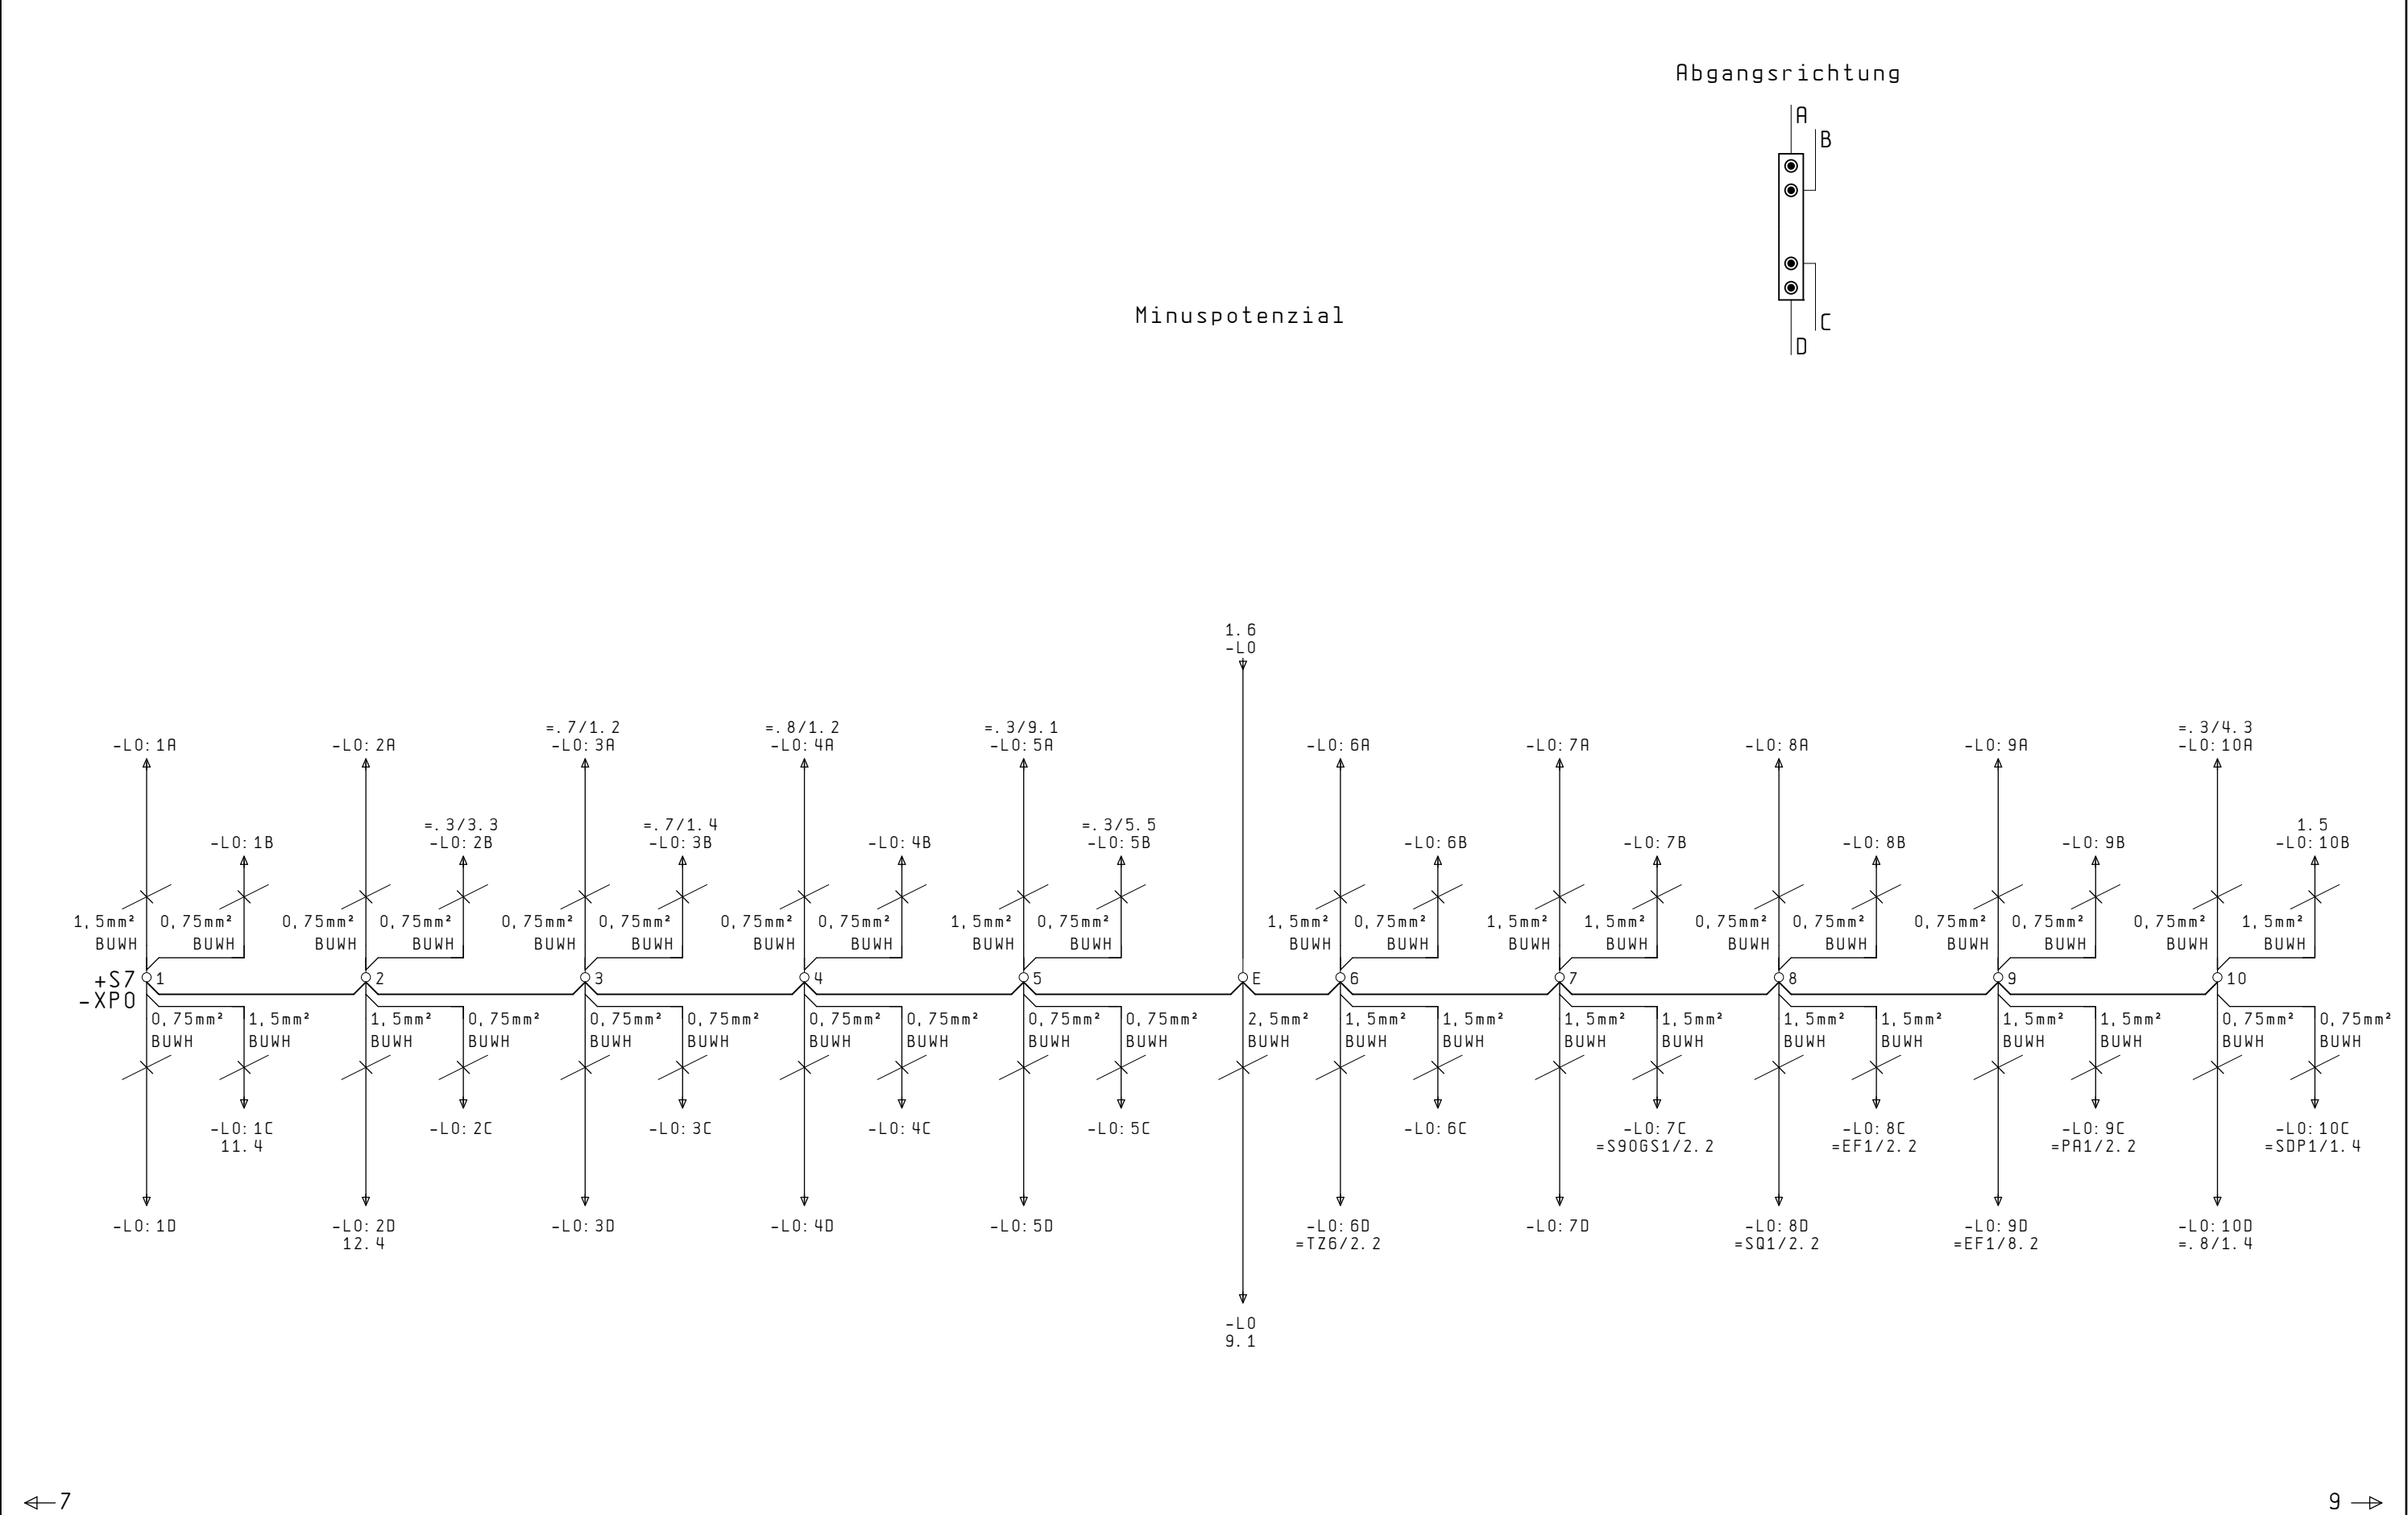 Abgangsrichtung
A
B
C
D
Minuspotenzial
1.6
-L0
=.7/1.2 =.8/1.2 =.3/9.1 =.3/4.3
-L0:1A -L0:2A -L0:3A -L0:4A -L0:5A -L0:6A -L0:7A -L0:8A -L0:9A -L0:10A
=.3/3.3 =.7/1.4 =.3/5.5 1.5
-L0:1B -L0:2B -L0:3B -L0:4B -L0:5B -L0:6B -L0:7B -L0:8B -L0:9B -L0:10B
1,5mm² 0,75mm² 0,75mm² 0,75mm² 0,75mm² 0,75mm² 0,75mm² 0,75mm² 1,5mm² 0,75mm² 1,5mm² 0,75mm² 1,5mm² 1,5mm² 0,75mm² 0,75mm² 0,75mm² 0,75mm² 0,75mm² 1,5mm²
BUWH BUWH BUWH BUWH BUWH BUWH BUWH BUWH BUWH BUWH BUWH BUWH BUWH BUWH BUWH BUWH BUWH BUWH BUWH BUWH
+S7 1 2 3 4 5 E 6 7 8 9 10
-XP0
0,75mm² 1,5mm² 1,5mm² 0,75mm² 0,75mm² 0,75mm² 0,75mm² 0,75mm² 0,75mm² 0,75mm² 2,5mm² 1,5mm² 1,5mm² 1,5mm² 1,5mm² 1,5mm² 1,5mm² 1,5mm² 1,5mm² 0,75mm² 0,75mm²
BUWH BUWH BUWH BUWH BUWH BUWH BUWH BUWH BUWH BUWH BUWH BUWH BUWH BUWH BUWH BUWH BUWH BUWH BUWH BUWH BUWH
-L0:1C -L0:2C -L0:3C -L0:4C -L0:5C -L0:6C -L0:7C -L0:8C -L0:9C -L0:10C
11.4 =S90GS1/2.2 =EF1/2.2 =PA1/2.2 =SDP1/1.4
-L0:1D -L0:2D -L0:3D -L0:4D -L0:5D -L0:6D -L0:7D -L0:8D -L0:9D -L0:10D
12.4 =TZ6/2.2 =SQ1/2.2 =EF1/8.2 =.8/1.4
-L0
9.1
7 9